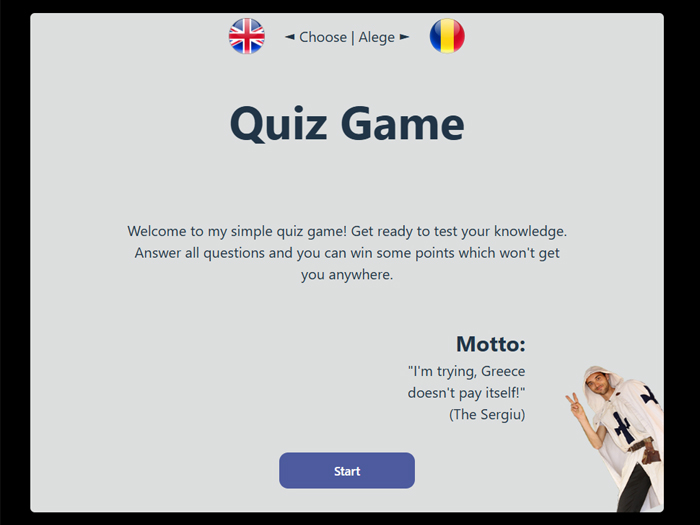 ◄ Choose | Alege ►
Quiz Game
Welcome to my simple quiz game! Get ready to test your knowledge.
Answer all questions and you can win some points which won't get
you anywhere.
Motto:
"I'm trying, Greece
doesn't pay itself!"
(The Sergiu)
Start